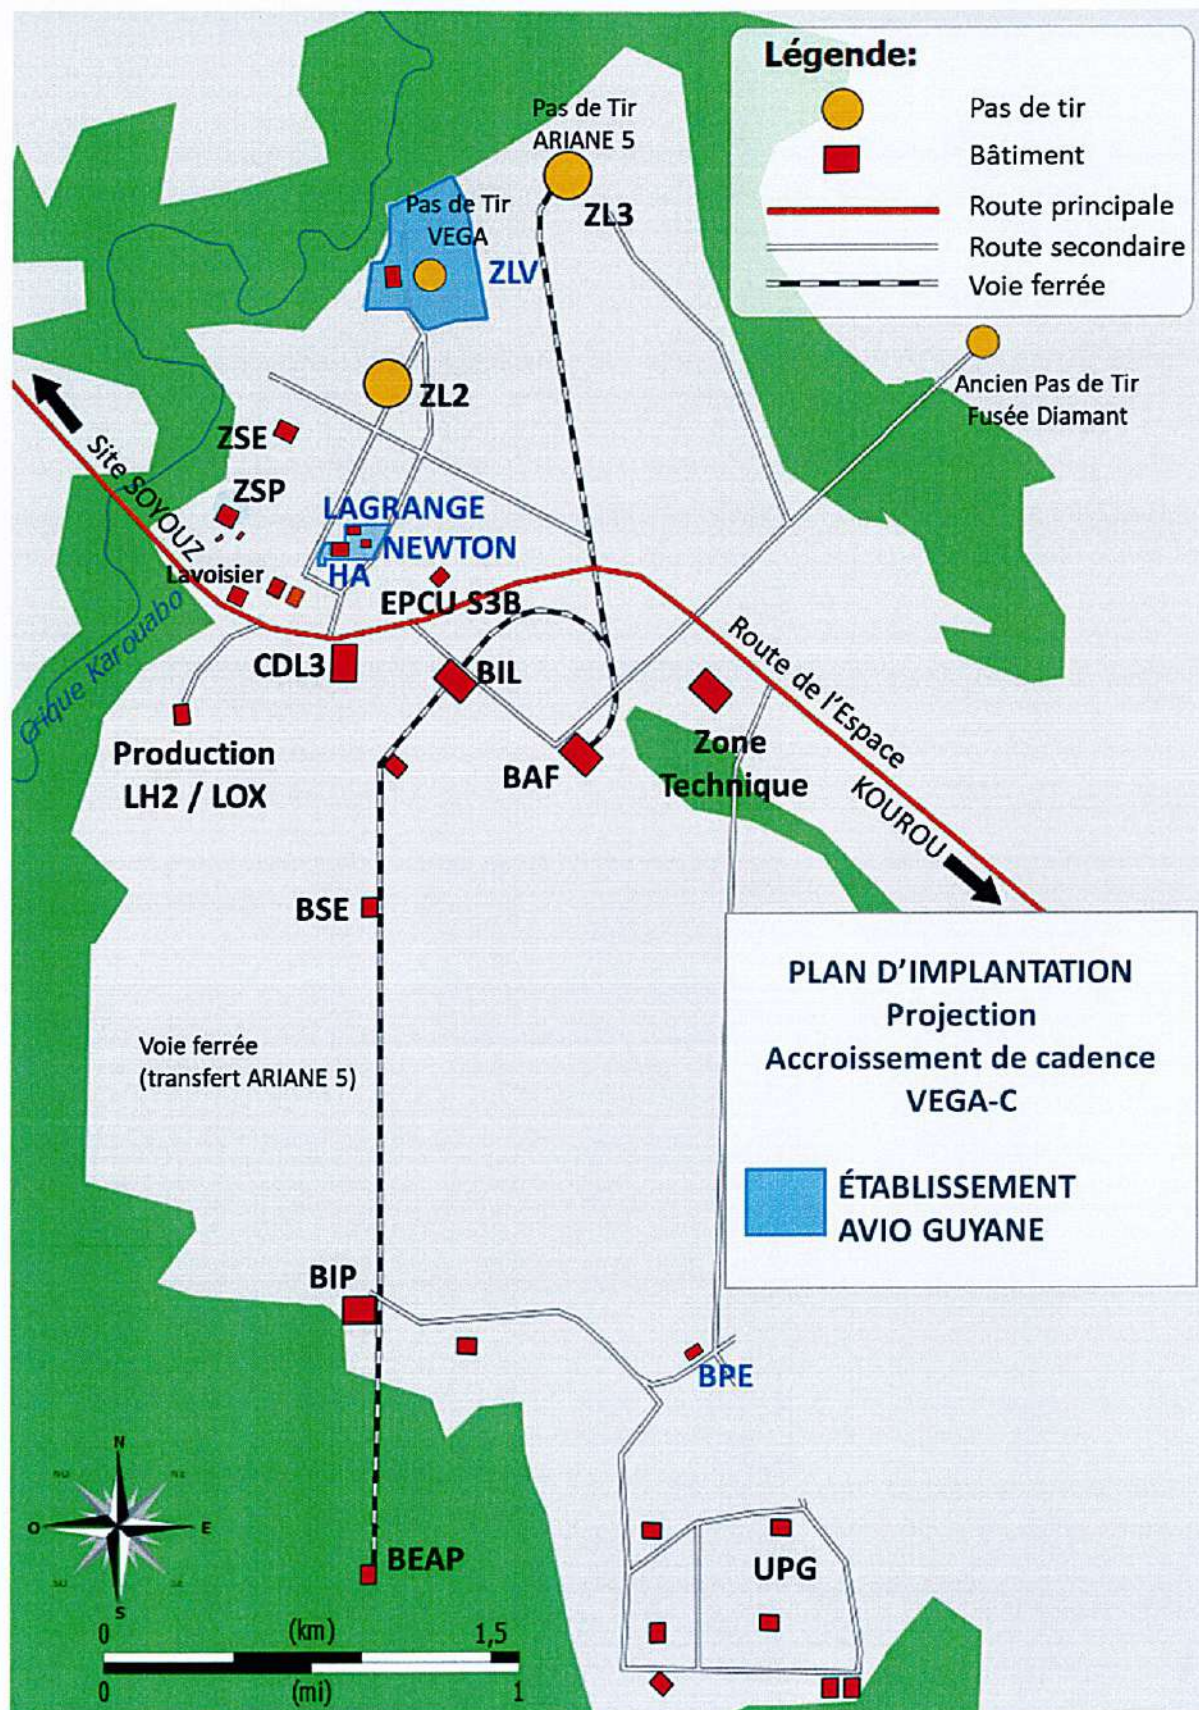 Légende:
Pas de tir
Bâtiment
Route principale
Route secondaire
Voie ferrée
Pas de Tir
ARIANE 5
ZL3
Pas de Tir
VEGA
ZLV
Ancien Pas de Tir
Fusée Diamant
ZL2
ZSE
Site SOYOUZ
ZSP
LAGRANGE
NEWTON
HA
Lavoisier
EPCU S3B
Crique Karouabo
CDL3
BIL
Route de l'Espace
KOUROU
Production
LH2 / LOX
BAF
Zone
Technique
BSE
PLAN D'IMPLANTATION
Projection
Accroissement de cadence
VEGA-C
ÉTABLISSEMENT
AVIO GUYANE
Voie ferrée
(transfert ARIANE 5)
BIP
BPE
N
NO
NE
O
E
SO
SE
S
BEAP
UPG
0
(km)
1,5
0
(mi)
1